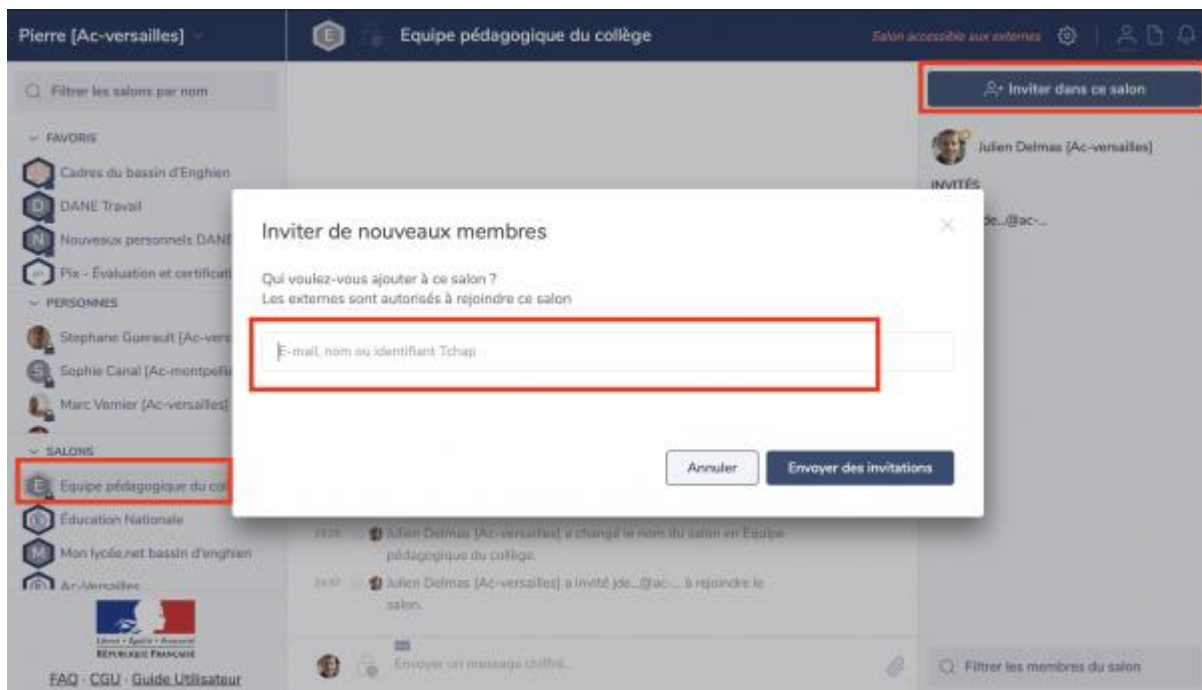 Pierre [Ac-versailles]
Equipe pédagogique du collège
Salon accessible aux externes
Filtrer les salons par nom
Inviter dans ce salon
FAVORIS
Cadres du bassin d'Enghien
DANE Travail
Nouveaux personnels DANE
Pix - Évaluation et certificati
PERSONNES
Stephane Guerault [Ac-vers
Sophie Canal [Ac-montpelli
Marc Vernier [Ac-versailles]
SALONS
Equipe pédagogique du col
Éducation Nationale
Mon lycée.net bassin d'enghien
Ac-Versailles
Liberté • Égalité • Fraternité
RÉPUBLIQUE FRANÇAISE
FAQ · CGU · Guide Utilisateur
Inviter de nouveaux membres
Qui voulez-vous ajouter à ce salon ?
Les externes sont autorisés à rejoindre ce salon
E-mail, nom ou identifiant Tchap
Annuler
Envoyer des invitations
Julien Delmas [Ac-versailles] a changé le nom du salon en Equipe
pédagogique du collège.
Julien Delmas [Ac-versailles] a invité jde...@ac-... à rejoindre le
salon.
Envoyer un message chiffré...
Julien Delmas [Ac-versailles]
INVITÉS
jde...@ac-...
Filtrer les membres du salon